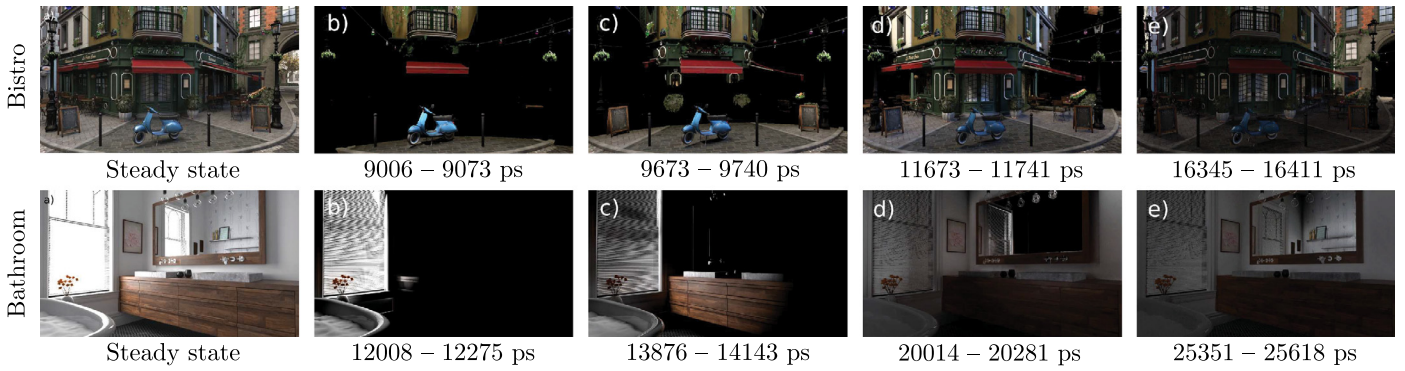 Bistro
a)
b)
c)
d)
e)
Steady state
9006 – 9073 ps
9673 – 9740 ps
11673 – 11741 ps
16345 – 16411 ps
Bathroom
a)
b)
c)
d)
e)
Steady state
12008 – 12275 ps
13876 – 14143 ps
20014 – 20281 ps
25351 – 25618 ps